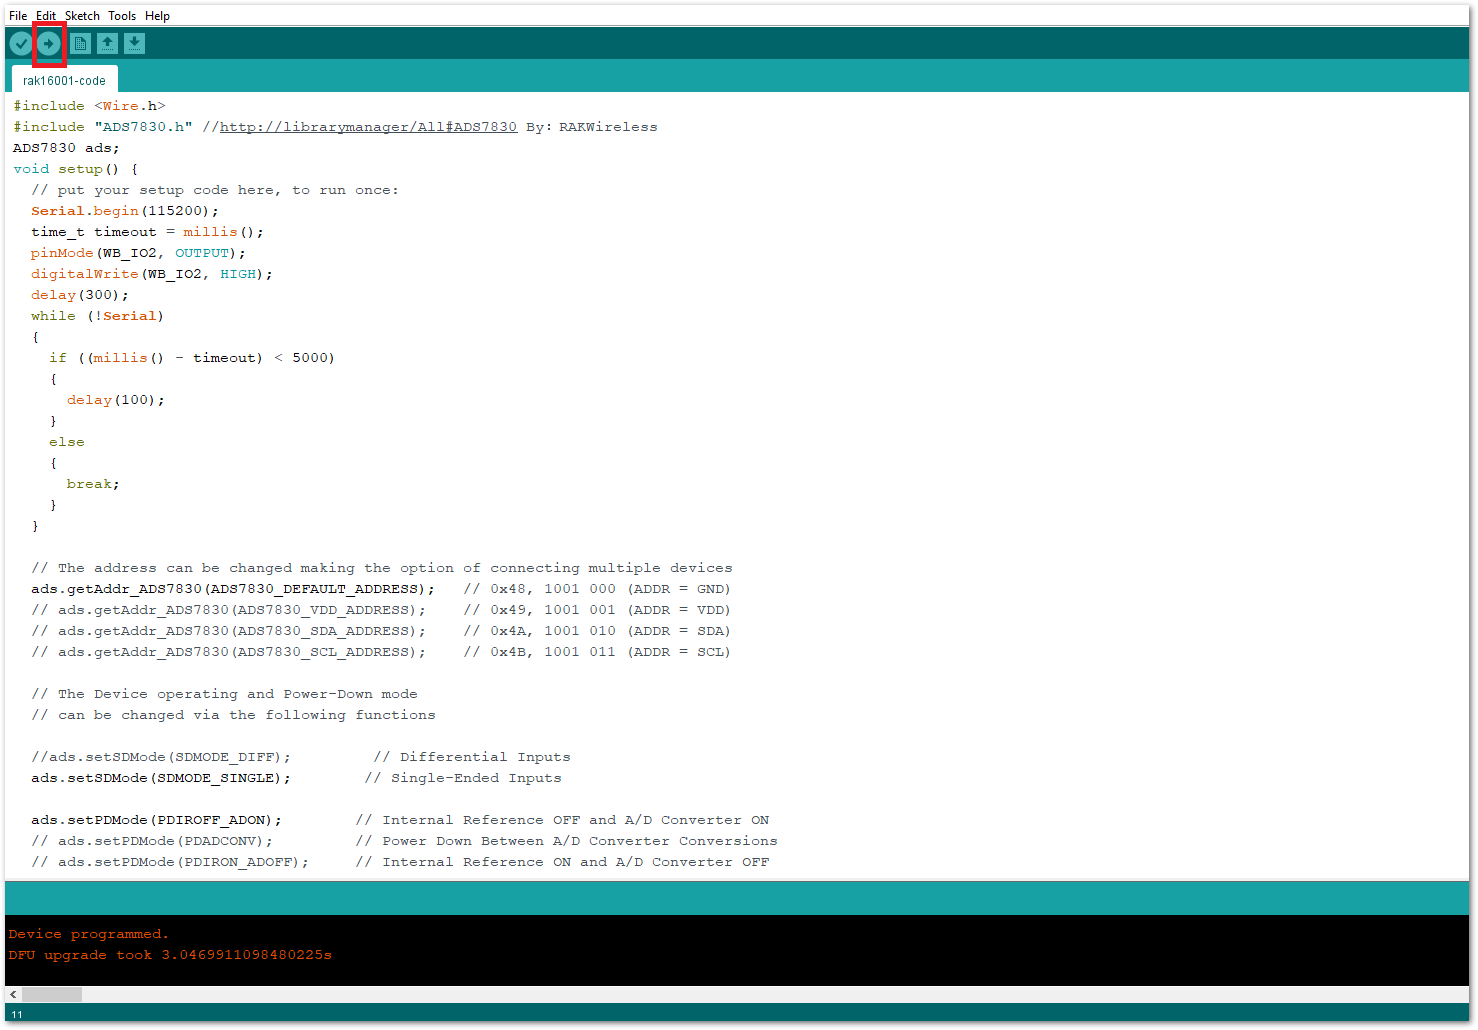 File Edit Sketch Tools Help
rak16001-code
#include <Wire.h>
#include "ADS7830.h" //http://librarymanager/All#ADS7830 By: RAKWireless
ADS7830 ads;
void setup() {
  // put your setup code here, to run once:
  Serial.begin(115200);
  time_t timeout = millis();
  pinMode(WB_IO2, OUTPUT);
  digitalWrite(WB_IO2, HIGH);
  delay(300);
  while (!Serial)
  {
    if ((millis() - timeout) < 5000)
    {
      delay(100);
    }
    else
    {
      break;
    }
  }
  // The address can be changed making the option of connecting multiple devices
  ads.getAddr_ADS7830(ADS7830_DEFAULT_ADDRESS);   // 0x48, 1001 000 (ADDR = GND)
  // ads.getAddr_ADS7830(ADS7830_VDD_ADDRESS);    // 0x49, 1001 001 (ADDR = VDD)
  // ads.getAddr_ADS7830(ADS7830_SDA_ADDRESS);    // 0x4A, 1001 010 (ADDR = SDA)
  // ads.getAddr_ADS7830(ADS7830_SCL_ADDRESS);    // 0x4B, 1001 011 (ADDR = SCL)
  // The Device operating and Power-Down mode
  // can be changed via the following functions
  //ads.setSDMode(SDMODE_DIFF);         // Differential Inputs
  ads.setSDMode(SDMODE_SINGLE);        // Single-Ended Inputs
  ads.setPDMode(PDIROFF_ADON);        // Internal Reference OFF and A/D Converter ON
  // ads.setPDMode(PDADCONV);         // Power Down Between A/D Converter Conversions
  // ads.setPDMode(PDIRON_ADOFF);     // Internal Reference ON and A/D Converter OFF
Device programmed.
DFU upgrade took 3.0469911098480225s
11